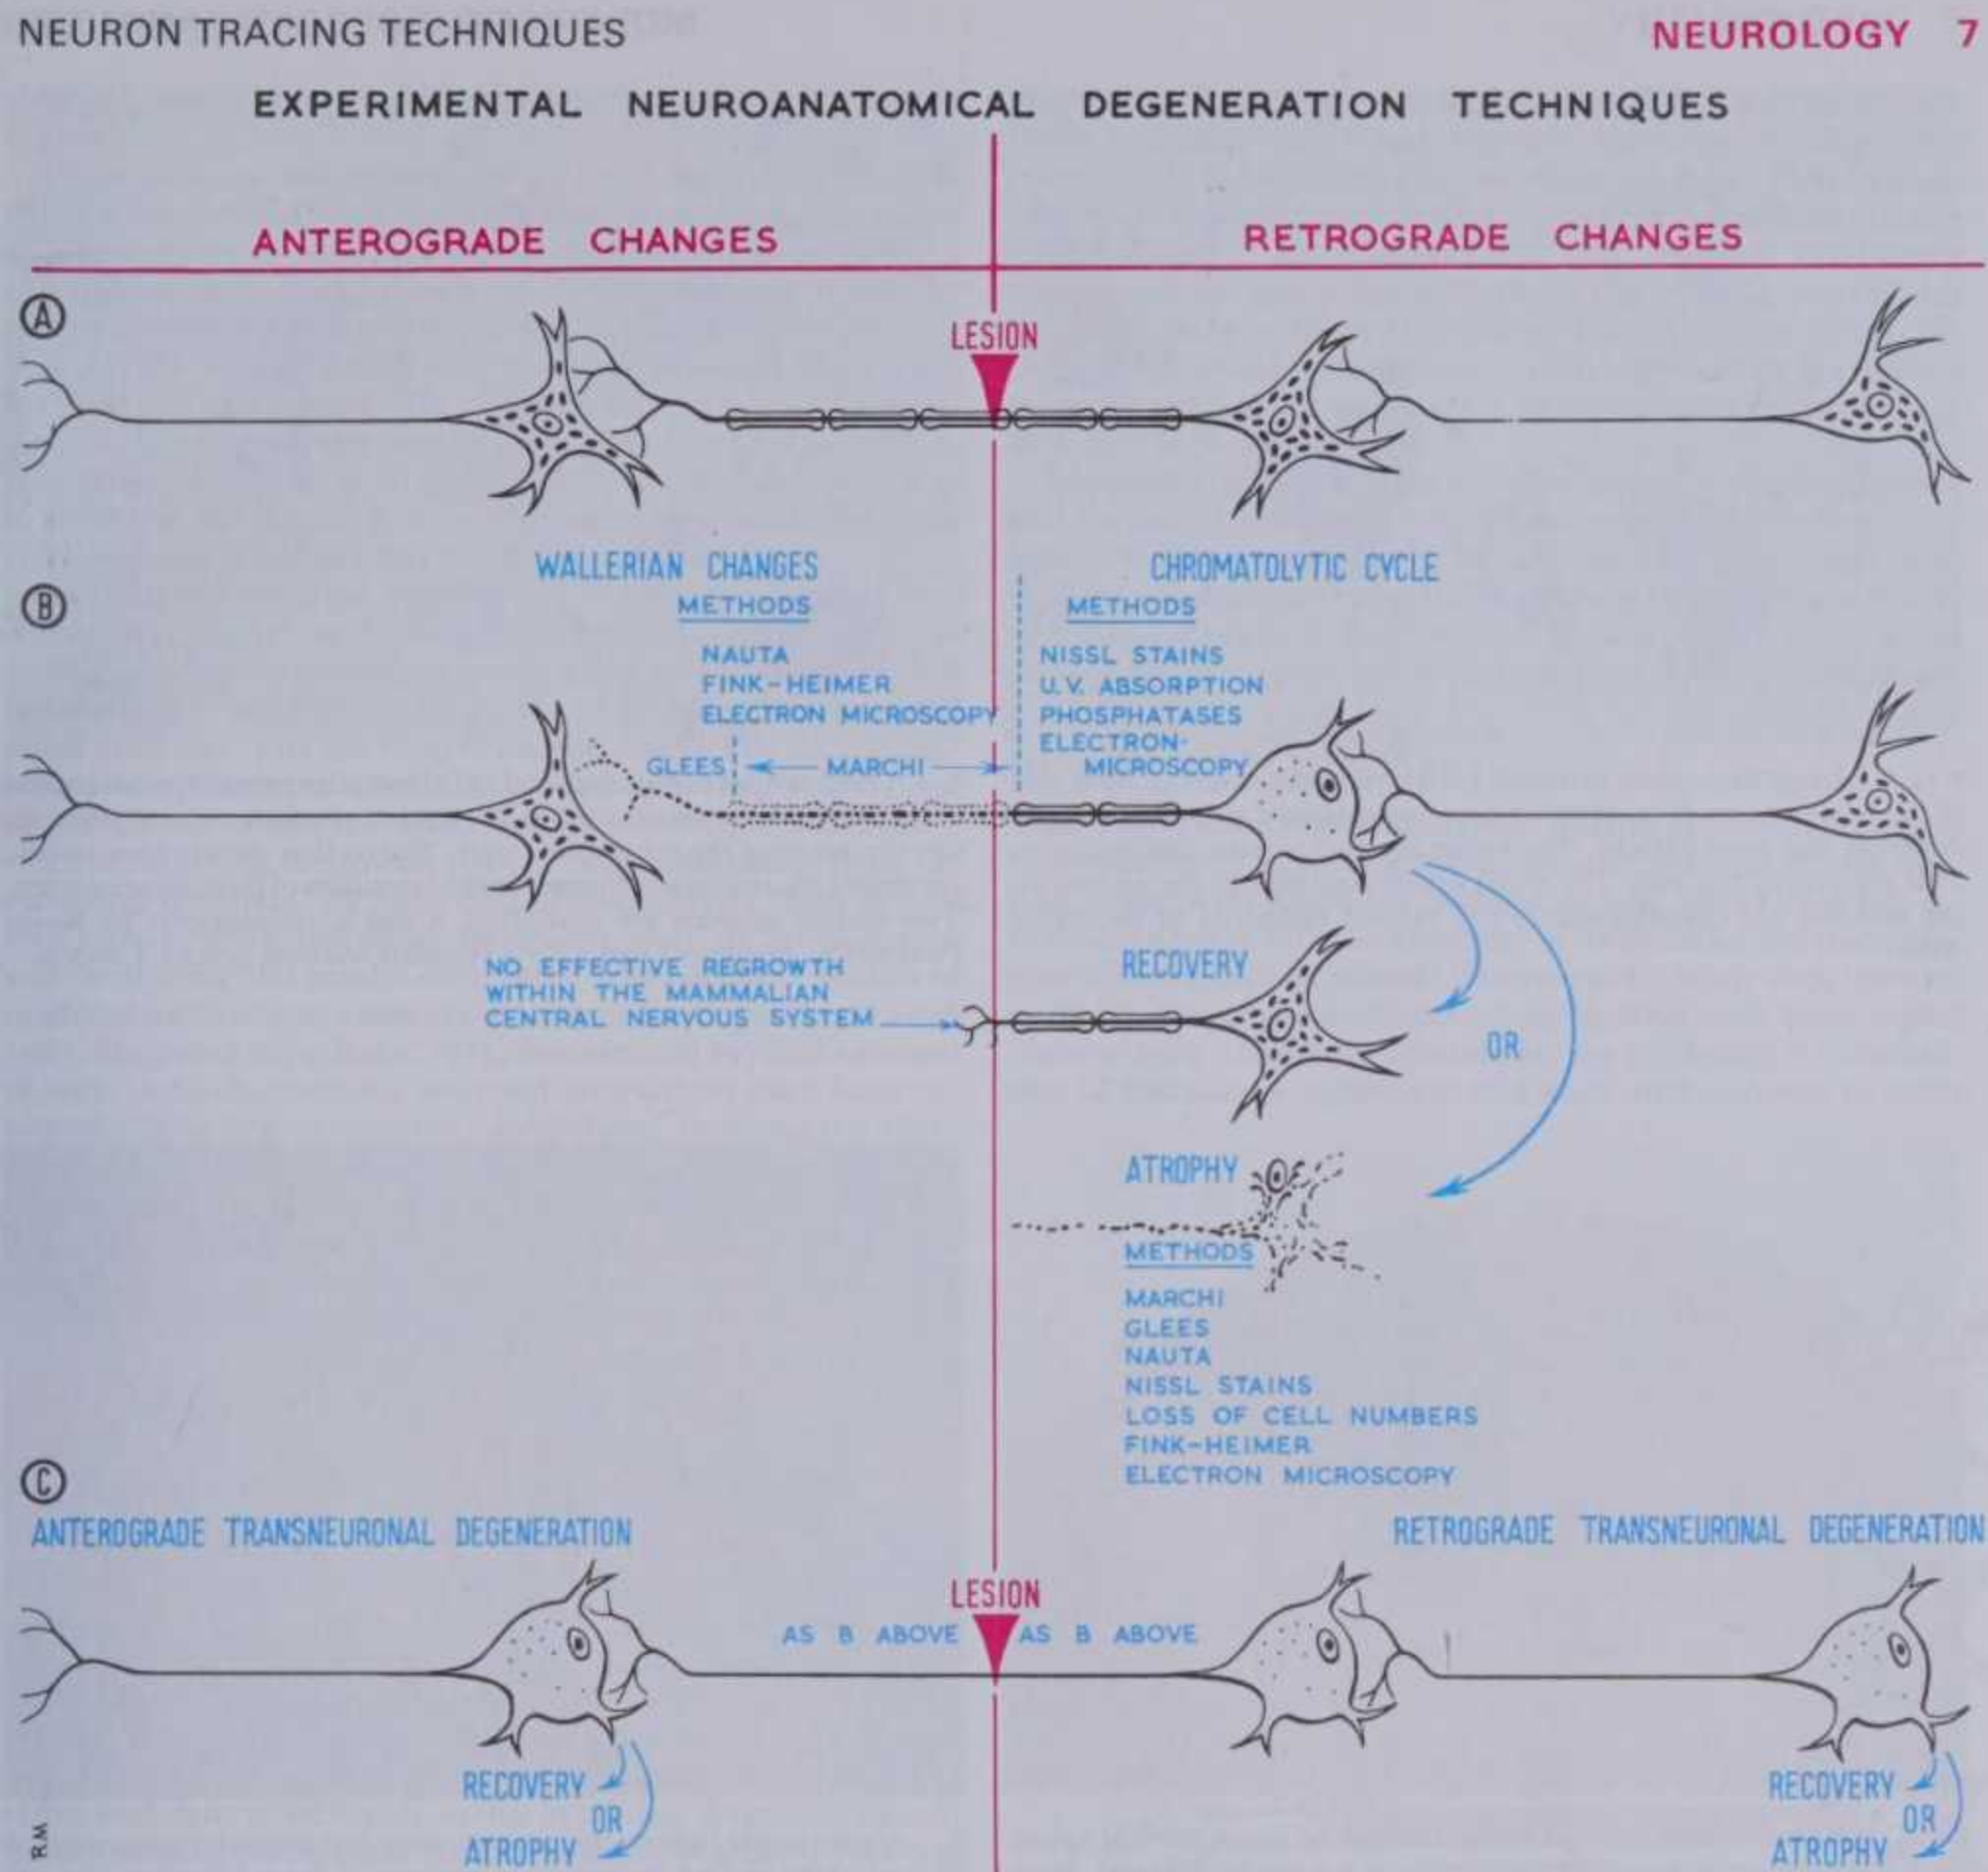 NEURON TRACING TECHNIQUES
NEUROLOGY 7
EXPERIMENTAL NEUROANATOMICAL DEGENERATION TECHNIQUES
ANTEROGRADE CHANGES
RETROGRADE CHANGES
A
LESION
WALLERIAN CHANGES
CHROMATOLYTIC CYCLE
B
METHODS
NAUTA
FINK-HEIMER
ELECTRON MICROSCOPY
GLEES
MARCHI
METHODS
NISSL STAINS
U.V. ABSORPTION
PHOSPHATASES
ELECTRON-
MICROSCOPY
NO EFFECTIVE REGROWTH
WITHIN THE MAMMALIAN
CENTRAL NERVOUS SYSTEM
RECOVERY
OR
ATROPHY
METHODS
MARCHI
GLEES
NAUTA
NISSL STAINS
LOSS OF CELL NUMBERS
FINK-HEIMER
ELECTRON MICROSCOPY
C
ANTEROGRADE TRANSNEURONAL DEGENERATION
RETROGRADE TRANSNEURONAL DEGENERATION
LESION
AS B ABOVE
AS B ABOVE
RECOVERY
OR
ATROPHY
RECOVERY
OR
ATROPHY
R.M